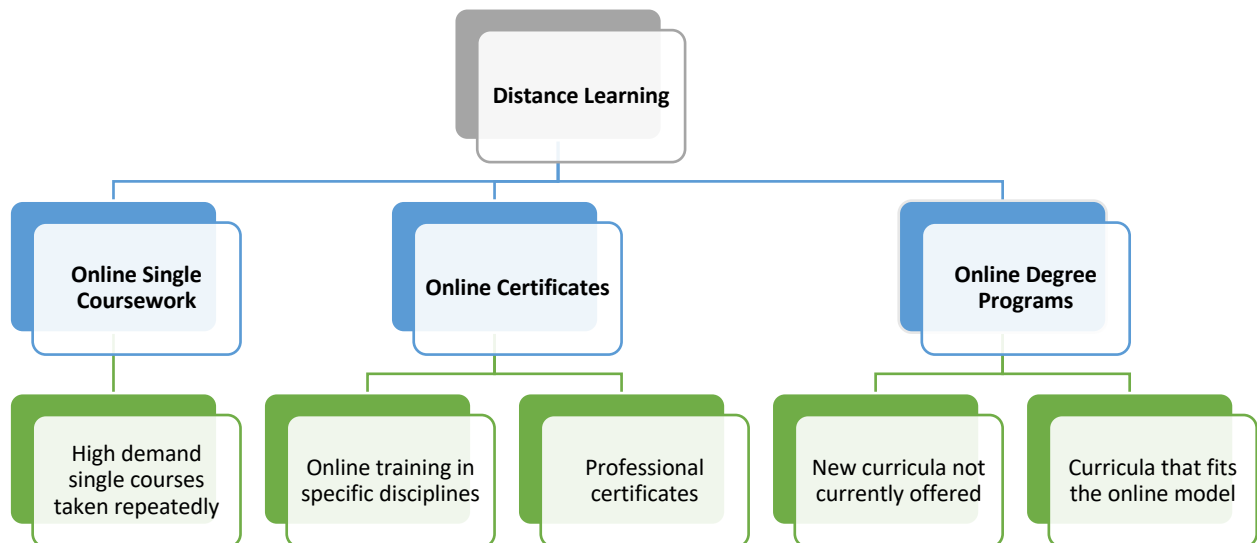 Distance Learning
Online Single
Coursework
Online Certificates
Online Degree
Programs
High demand
single courses
taken repeatedly
Online training in
specific disciplines
Professional
certificates
New curricula not
currently offered
Curricula that fits
the online model